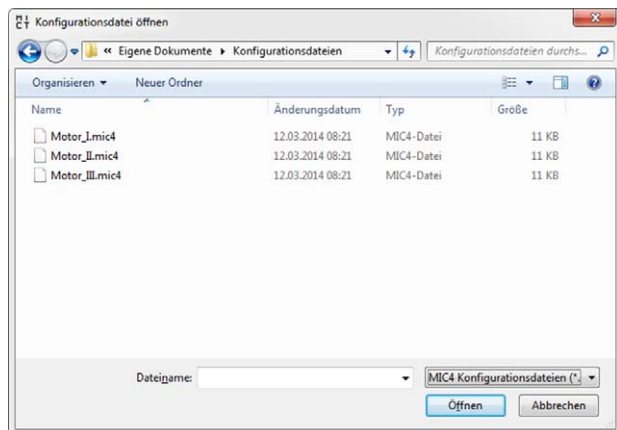 Konfigurationsdatei öffnen
« Eigene Dokumente Konfigurationsdateien Konfigurationsdateien durchs...
Organisieren Neuer Ordner
Name Änderungsdatum Typ Größe
Motor_I.mic4 12.03.2014 08:21 MIC4-Datei 11 KB
Motor_II.mic4 12.03.2014 08:21 MIC4-Datei 11 KB
Motor_III.mic4 12.03.2014 08:21 MIC4-Datei 11 KB
Dateiname: MIC4 Konfigurationsdateien (*.
Öffnen Abbrechen